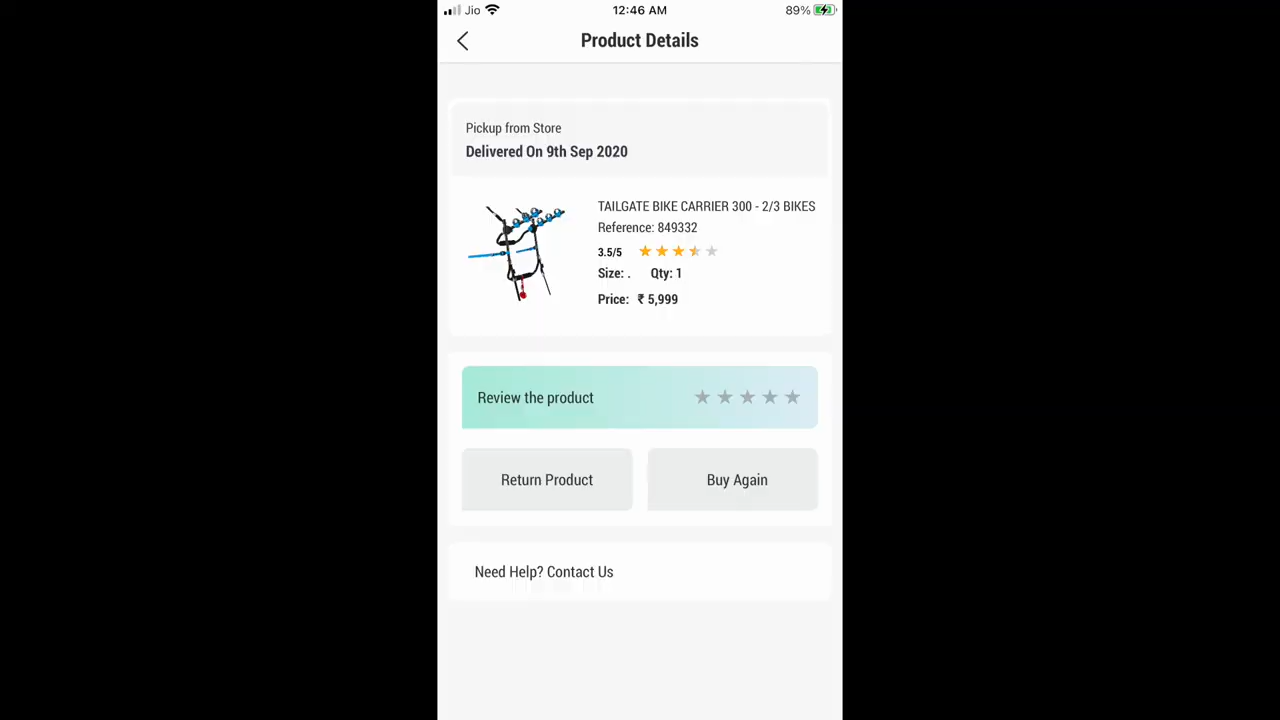 Jio 12:46 AM 89%
Product Details
Pickup from Store
Delivered On 9th Sep 2020
TAILGATE BIKE CARRIER 300 - 2/3 BIKES
Reference: 849332
3.5/5
Size: . Qty: 1
Price: ₹ 5,999
Review the product
Return Product Buy Again
Need Help? Contact Us